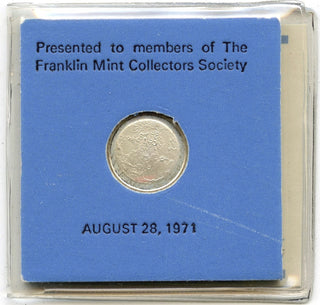 Presented to members of The
Franklin Mint Collectors Society
AUGUST 28, 1971